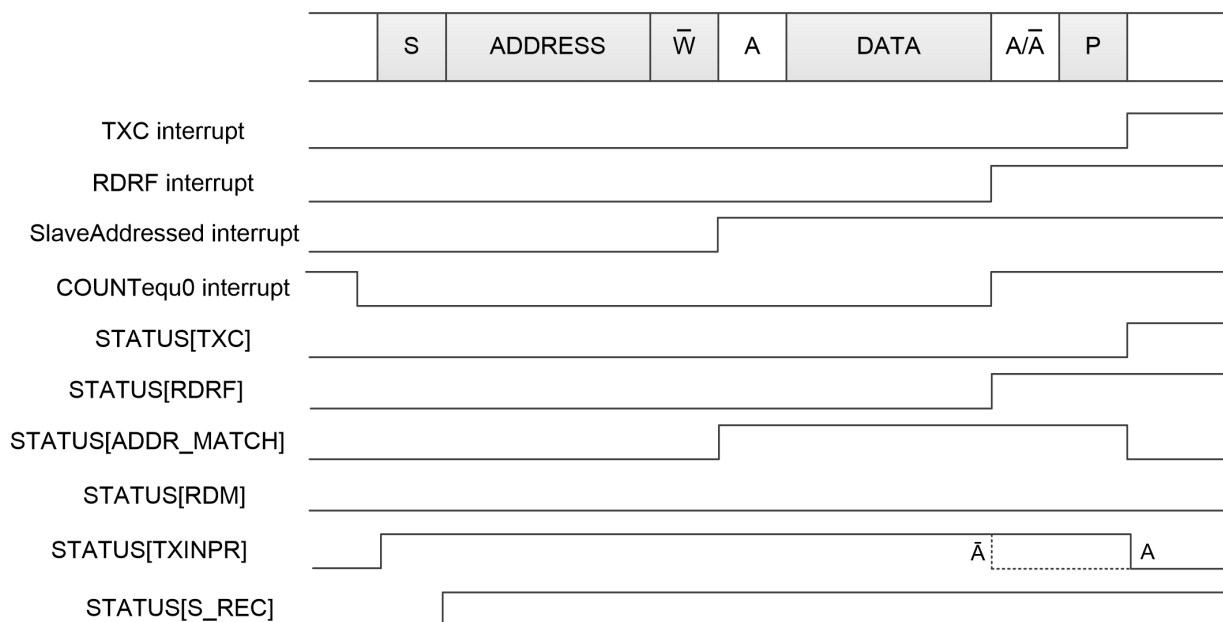 S ADDRESS W̅ A DATA A/A̅ P
TXC interrupt
RDRF interrupt
SlaveAddressed interrupt
COUNTequ0 interrupt
STATUS[TXC]
STATUS[RDRF]
STATUS[ADDR_MATCH]
STATUS[RDM]
STATUS[TXINPR] Ā A
STATUS[S_REC]